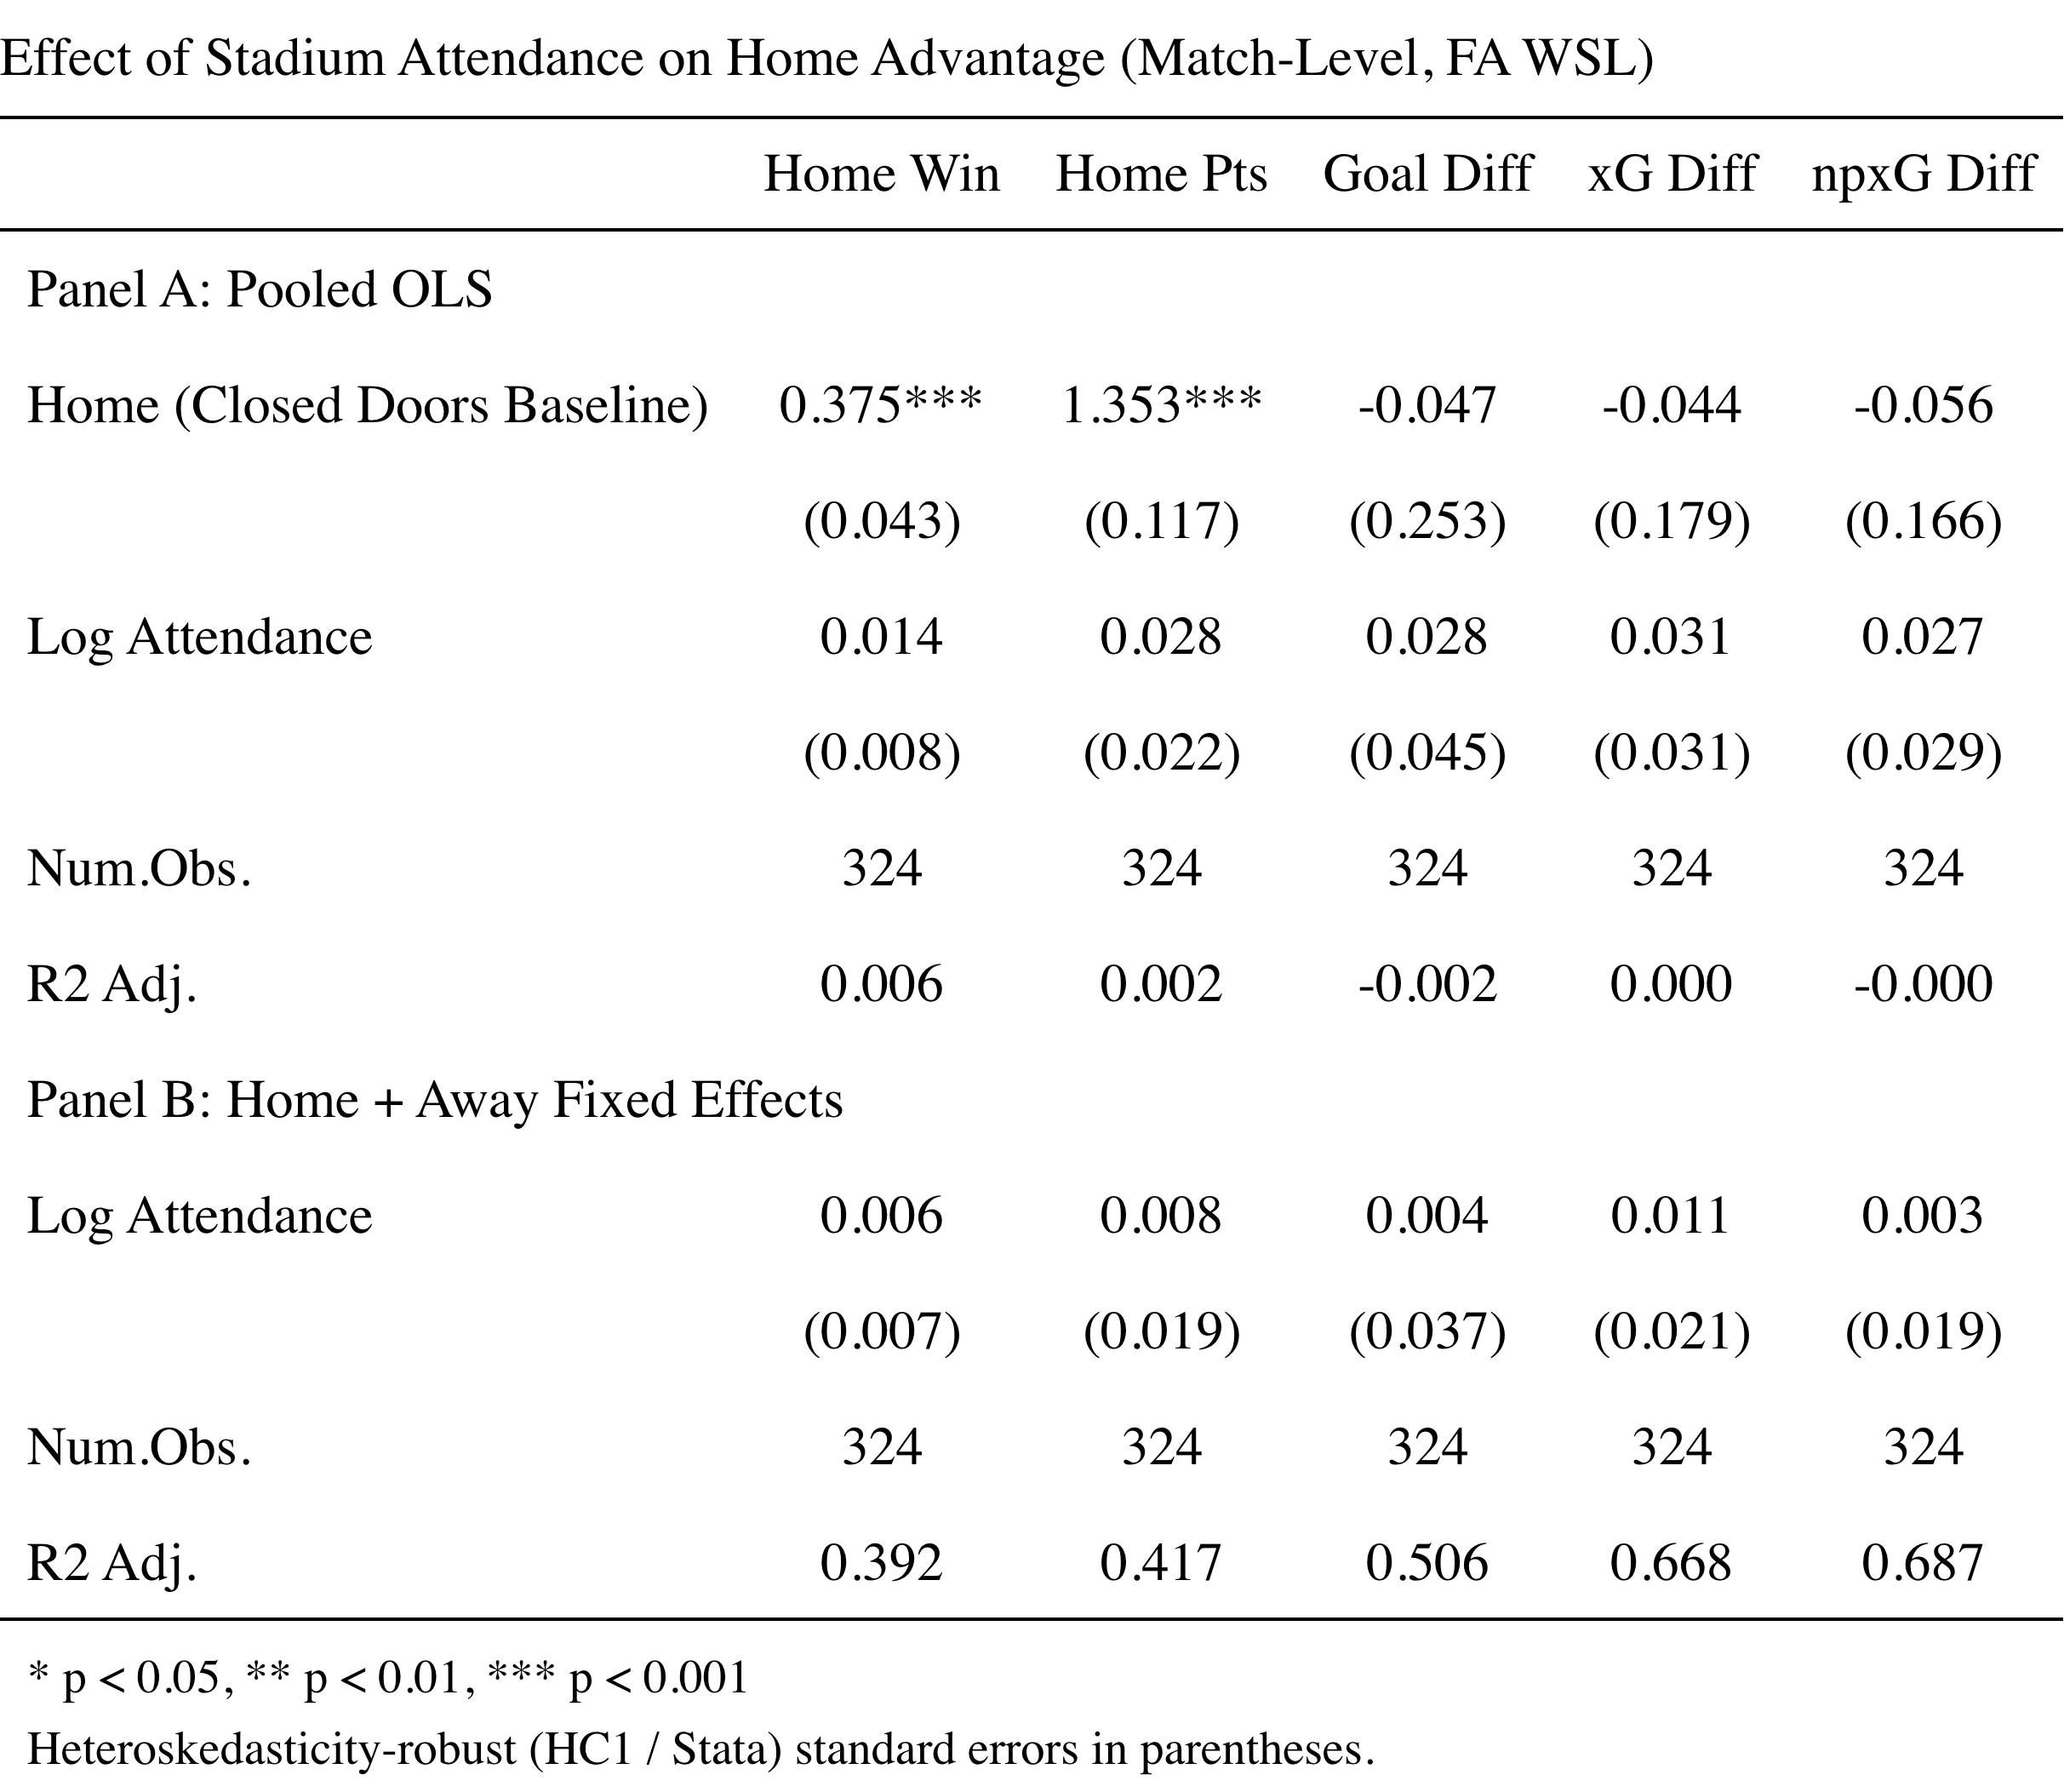 Effect of Stadium Attendance on Home Advantage (Match-Level, FA WSL)
Home Win Home Pts Goal Diff xG Diff npxG Diff
Panel A: Pooled OLS
Home (Closed Doors Baseline) 0.375*** 1.353*** -0.047 -0.044 -0.056
(0.043) (0.117) (0.253) (0.179) (0.166)
Log Attendance 0.014 0.028 0.028 0.031 0.027
(0.008) (0.022) (0.045) (0.031) (0.029)
Num.Obs. 324 324 324 324 324
R2 Adj. 0.006 0.002 -0.002 0.000 -0.000
Panel B: Home + Away Fixed Effects
Log Attendance 0.006 0.008 0.004 0.011 0.003
(0.007) (0.019) (0.037) (0.021) (0.019)
Num.Obs. 324 324 324 324 324
R2 Adj. 0.392 0.417 0.506 0.668 0.687
* p < 0.05, ** p < 0.01, *** p < 0.001
Heteroskedasticity-robust (HC1 / Stata) standard errors in parentheses.